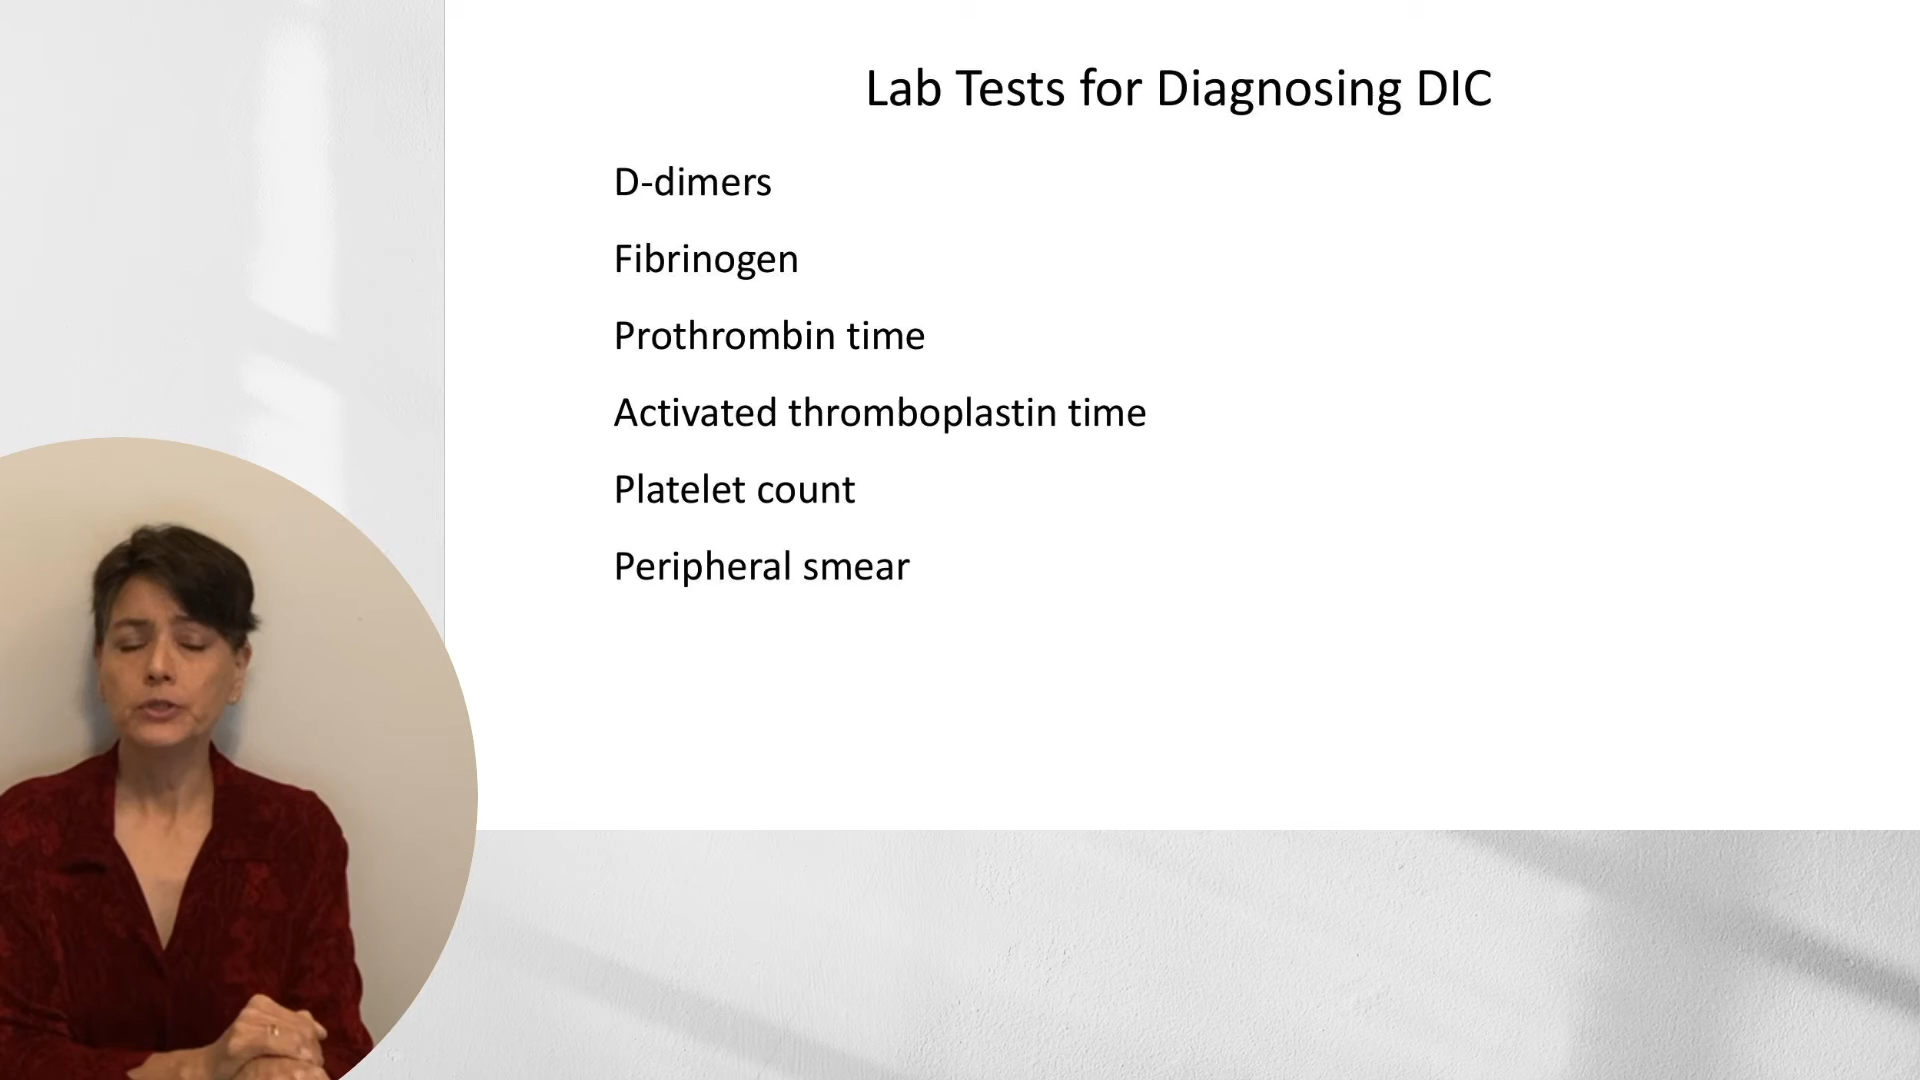 Lab Tests for Diagnosing DIC
D-dimers
Fibrinogen
Prothrombin time
Activated thromboplastin time
Platelet count
Peripheral smear